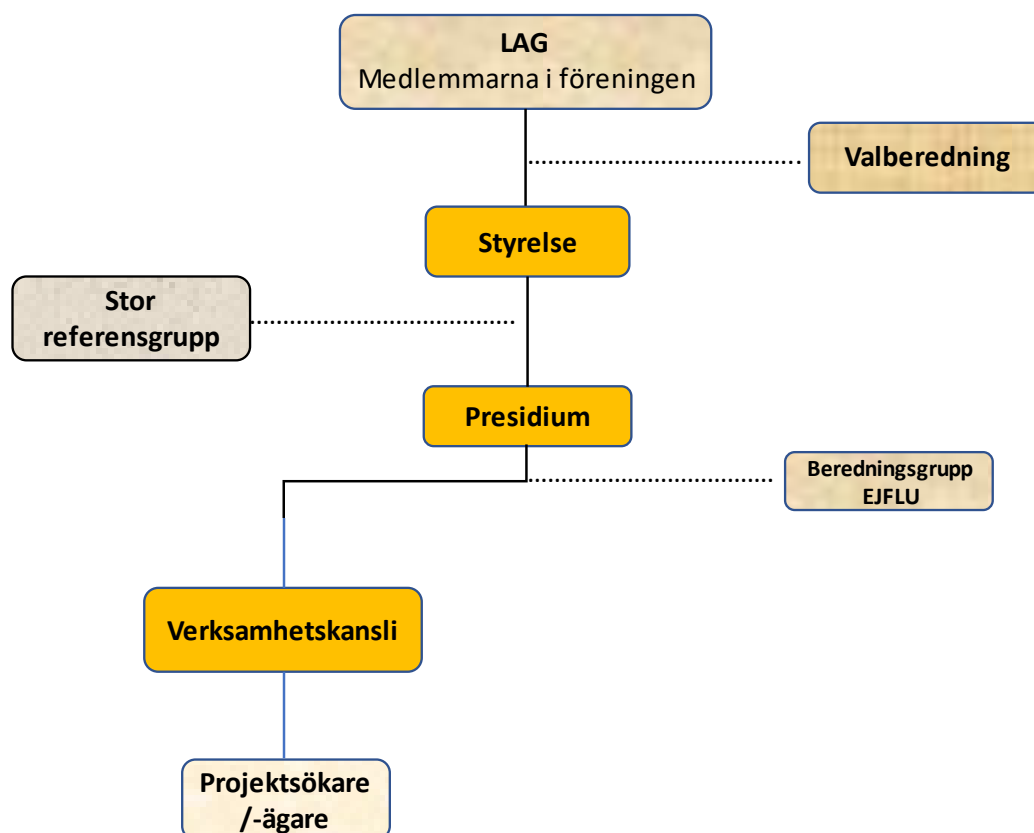 LAG
Medlemmarna i föreningen
Valberedning
Styrelse
Stor
referensgrupp
Presidium
Beredningsgrupp
EJFLU
Verksamhetskansli
Projektsökare
/-ägare